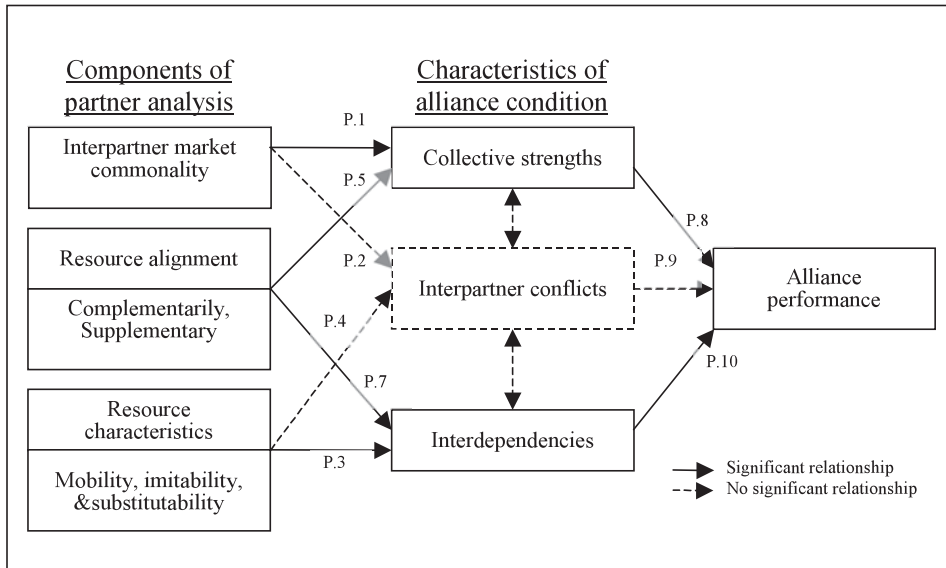 Components of
partner analysis
Characteristics of
alliance condition
P.1
Interpartner market
commonality
Collective strengths
P.5
P.8
Resource alignment
P.2
Interpartner conflicts
P.9
Alliance
performance
Complementarily,
Supplementary
P.4
P.7
P.10
Resource
characteristics
Interdependencies
P.3
Mobility, imitability,
&substitutability
Significant relationship
No significant relationship